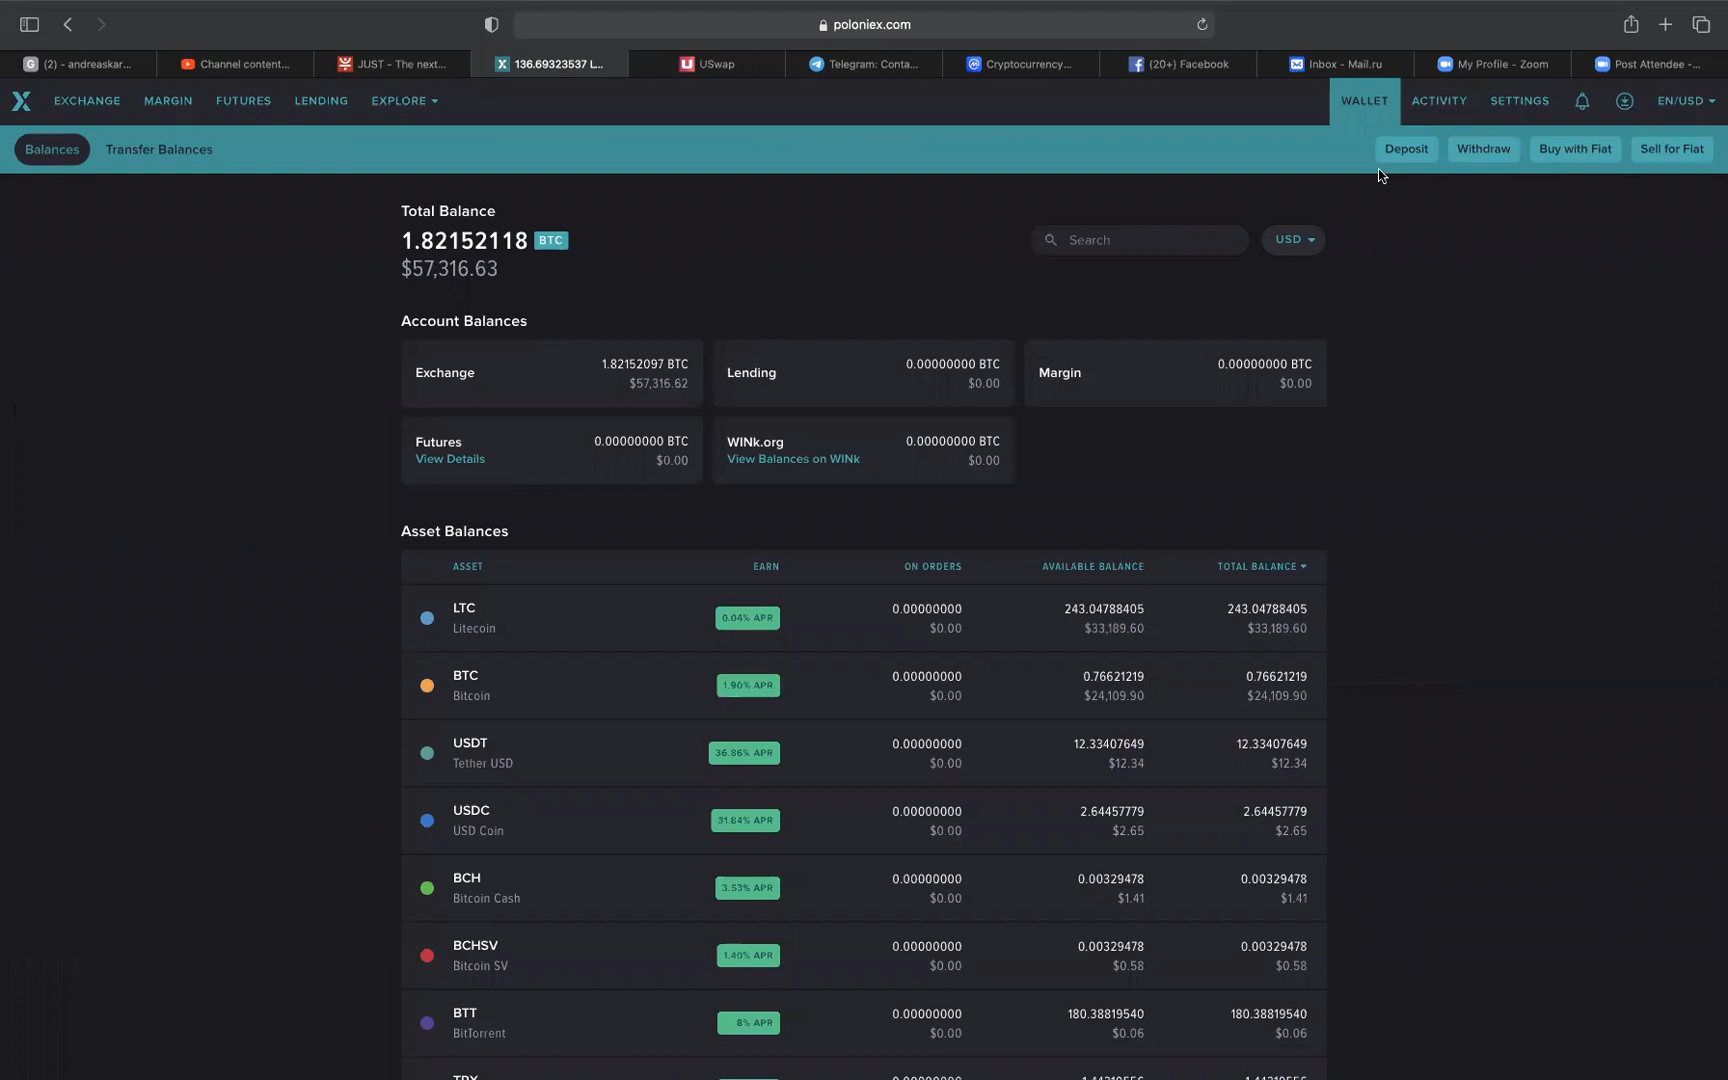 poloniex.com
(2) - andreaskar...
Channel content...
JUST - The next...
136.69323537 L...
USwap
Telegram: Conta...
Cryptocurrency...
(20+) Facebook
Inbox - Mail.ru
My Profile - Zoom
Post Attendee -...
EXCHANGE MARGIN FUTURES LENDING EXPLORE
WALLET ACTIVITY SETTINGS EN/USD
Balances Transfer Balances
Deposit Withdraw Buy with Fiat Sell for Fiat
Total Balance
1.82152118 BTC
$57,316.63
Search
USD
Account Balances
Exchange 1.82152097 BTC
$57,316.62
Lending 0.00000000 BTC
$0.00
Margin 0.00000000 BTC
$0.00
Futures 0.00000000 BTC
View Details $0.00
WINk.org 0.00000000 BTC
View Balances on WINk $0.00
Asset Balances
ASSET EARN ON ORDERS AVAILABLE BALANCE TOTAL BALANCE
LTC 0.04% APR 0.00000000 243.04788405 243.04788405
Litecoin $0.00 $33,189.60 $33,189.60
BTC 1.90% APR 0.00000000 0.76621219 0.76621219
Bitcoin $0.00 $24,109.90 $24,109.90
USDT 36.86% APR 0.00000000 12.33407649 12.33407649
Tether USD $0.00 $12.34 $12.34
USDC 31.84% APR 0.00000000 2.64457779 2.64457779
USD Coin $0.00 $2.65 $2.65
BCH 3.53% APR 0.00000000 0.00329478 0.00329478
Bitcoin Cash $0.00 $1.41 $1.41
BCHSV 1.40% APR 0.00000000 0.00329478 0.00329478
Bitcoin SV $0.00 $0.58 $0.58
BTT 8% APR 0.00000000 180.38819540 180.38819540
BitTorrent $0.00 $0.06 $0.06